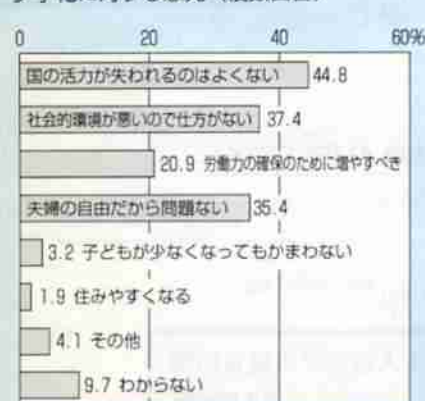 0 20 40 60%
国の活力が失われるのはよくない 44.8
社会的環境が悪いので仕方がない 37.4
20.9 労働力の確保のために増やすべき
夫婦の自由だから問題ない 35.4
3.2 子どもが少なくなってもかまわない
1.9 住みやすくなる
4.1 その他
9.7 わからない